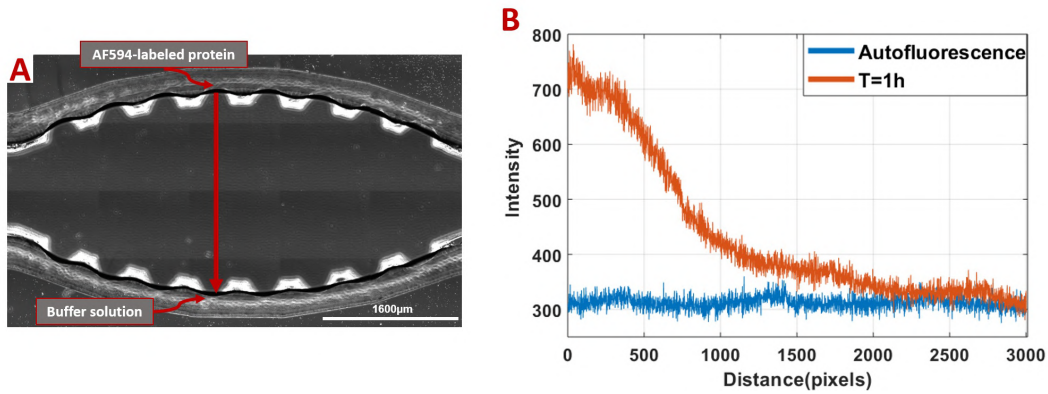 A
AF594-labeled protein
Buffer solution
1600µm
B
800
700
600
500
400
300
Intensity
Autofluorescence
T=1h
0
500
1000
1500
2000
2500
3000
Distance(pixels)